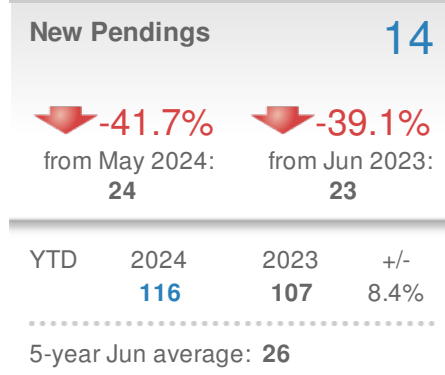 New Pendings 14
-41.7% -39.1%
from May 2024: from Jun 2023:
24 23
YTD 2024 2023 +/-
116 107 8.4%
5-year Jun average: 26